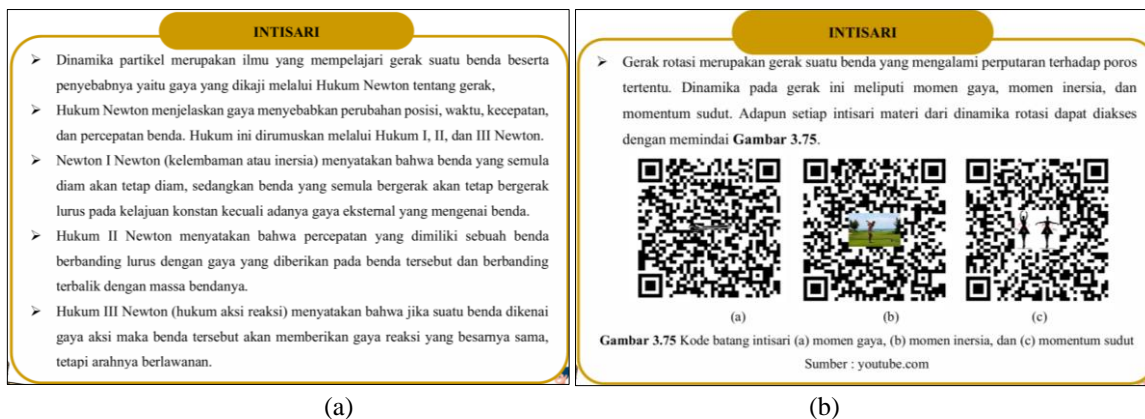 INTISARI
➢ Dinamika partikel merupakan ilmu yang mempelajari gerak suatu benda beserta
penyebabnya yaitu gaya yang dikaji melalui Hukum Newton tentang gerak,
➢ Hukum Newton menjelaskan gaya menyebabkan perubahan posisi, waktu, kecepatan,
dan percepatan benda. Hukum ini dirumuskan melalui Hukum I, II, dan III Newton.
➢ Newton I Newton (kelembaman atau inersia) menyatakan bahwa benda yang semula
diam akan tetap diam, sedangkan benda yang semula bergerak akan tetap bergerak
lurus pada kelajuan konstan kecuali adanya gaya eksternal yang mengenai benda.
➢ Hukum II Newton menyatakan bahwa percepatan yang dimiliki sebuah benda
berbanding lurus dengan gaya yang diberikan pada benda tersebut dan berbanding
terbalik dengan massa bendanya.
➢ Hukum III Newton (hukum aksi reaksi) menyatakan bahwa jika suatu benda dikenai
gaya aksi maka benda tersebut akan memberikan gaya reaksi yang besarnya sama,
tetapi arahnya berlawanan.
(a)
INTISARI
➢ Gerak rotasi merupakan gerak suatu benda yang mengalami perputaran terhadap poros
tertentu. Dinamika pada gerak ini meliputi momen gaya, momen inersia, dan
momentum sudut. Adapun setiap intisari materi dari dinamika rotasi dapat diakses
dengan memindai Gambar 3.75.
(a) (b) (c)
Gambar 3.75 Kode batang intisari (a) momen gaya, (b) momen inersia, dan (c) momentum sudut
Sumber : youtube.com
(b)